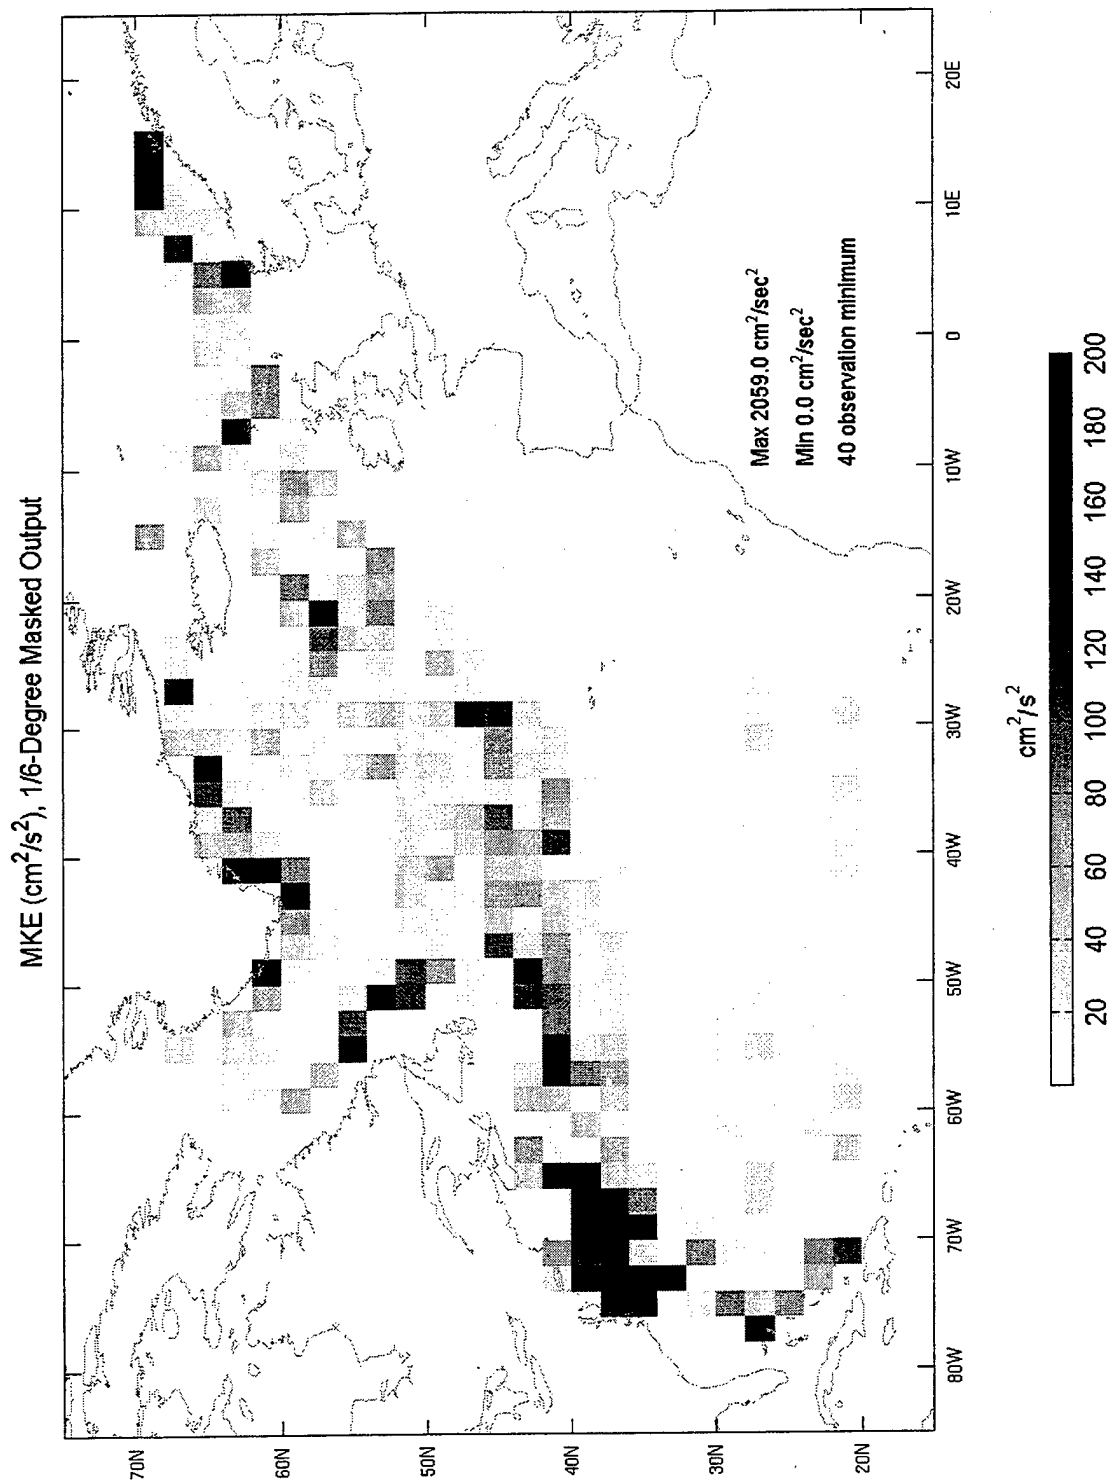 MKE (cm²/s²), 1/6-Degree Masked Output
70N
60N
50N
40N
30N
20N
80W
70W
60W
50W
40W
30W
20W
10W
0
10E
20E
Max 2059.0 cm²/sec²
Min 0.0 cm²/sec²
40 observation minimum
cm²/s²
20
40
60
80
100
120
140
160
180
200